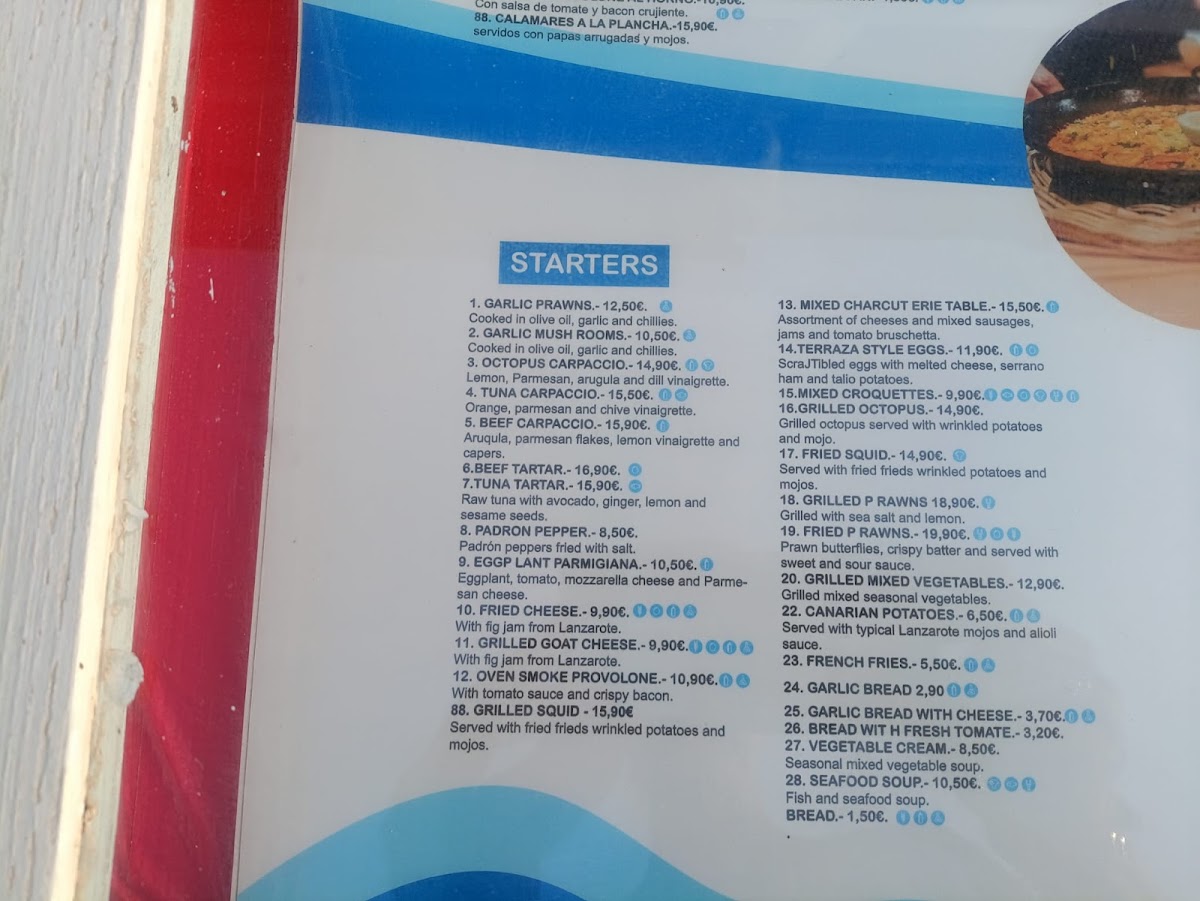 Con salsa de tomate y bacon crujiente.
88. CALAMARES A LA PLANCHA.-15,90€.
servidos con papas arrugadas y mojos.
STARTERS
1. GARLIC PRAWNS.- 12,50€.
Cooked in olive oil, garlic and chillies.
2. GARLIC MUSH ROOMS.- 10,50€.
Cooked in olive oil, garlic and chillies.
3. OCTOPUS CARPACCIO.- 14,90€.
Lemon, Parmesan, arugula and dill vinaigrette.
4. TUNA CARPACCIO.- 15,50€.
Orange, parmesan and chive vinaigrette.
5. BEEF CARPACCIO.- 15,90€.
Aruqula, parmesan flakes, lemon vinaigrette and
capers.
6.BEEF TARTAR.- 16,90€.
7.TUNA TARTAR.- 15,90€.
Raw tuna with avocado, ginger, lemon and
sesame seeds.
8. PADRON PEPPER.- 8,50€.
Padrón peppers fried with salt.
9. EGGP LANT PARMIGIANA.- 10,50€.
Eggplant, tomato, mozzarella cheese and Parme-
san cheese.
10. FRIED CHEESE.- 9,90€.
With fig jam from Lanzarote.
11. GRILLED GOAT CHEESE.- 9,90€.
With fig jam from Lanzarote.
12. OVEN SMOKE PROVOLONE.- 10,90€.
With tomato sauce and crispy bacon.
88. GRILLED SQUID - 15,90€
Served with fried frieds wrinkled potatoes and
mojos.
13. MIXED CHARCUT ERIE TABLE.- 15,50€.
Assortment of cheeses and mixed sausages,
jams and tomato bruschetta.
14.TERRAZA STYLE EGGS.- 11,90€.
ScraJTibled eggs with melted cheese, serrano
ham and talio potatoes.
15.MIXED CROQUETTES.- 9,90€.
16.GRILLED OCTOPUS.- 14,90€.
Grilled octopus served with wrinkled potatoes
and mojo.
17. FRIED SQUID.- 14,90€.
Served with fried frieds wrinkled potatoes and
mojos.
18. GRILLED P RAWNS 18,90€.
Grilled with sea salt and lemon.
19. FRIED P RAWNS.- 19,90€.
Prawn butterflies, crispy batter and served with
sweet and sour sauce.
20. GRILLED MIXED VEGETABLES.- 12,90€.
Grilled mixed seasonal vegetables.
22. CANARIAN POTATOES.- 6,50€.
Served with typical Lanzarote mojos and alioli
sauce.
23. FRENCH FRIES.- 5,50€.
24. GARLIC BREAD 2,90
25. GARLIC BREAD WITH CHEESE.- 3,70€.
26. BREAD WIT H FRESH TOMATE.- 3,20€.
27. VEGETABLE CREAM.- 8,50€.
Seasonal mixed vegetable soup.
28. SEAFOOD SOUP.- 10,50€.
Fish and seafood soup.
BREAD.- 1,50€.